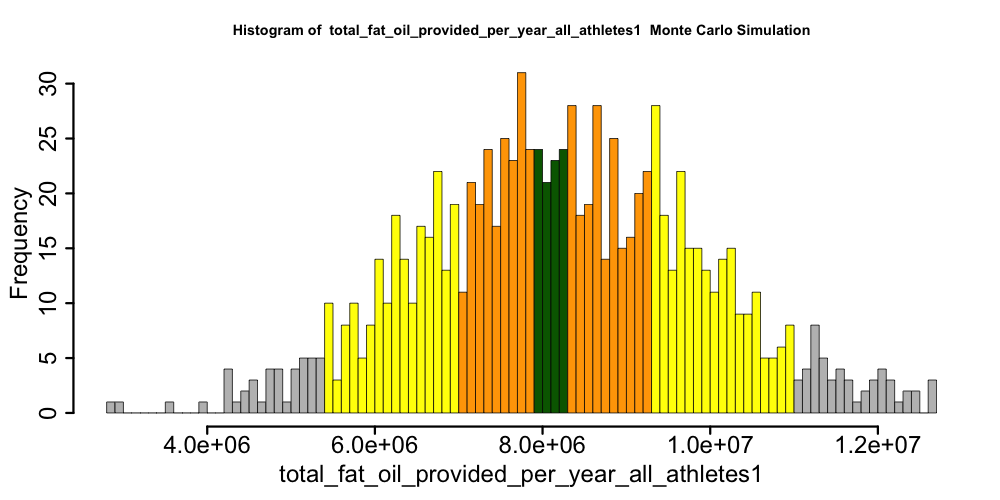 Histogram of  total_fat_oil_provided_per_year_all_athletes1  Monte Carlo Simulation
Frequency
30
25
20
15
10
5
0
4.0e+06 6.0e+06 8.0e+06 1.0e+07 1.2e+07
total_fat_oil_provided_per_year_all_athletes1